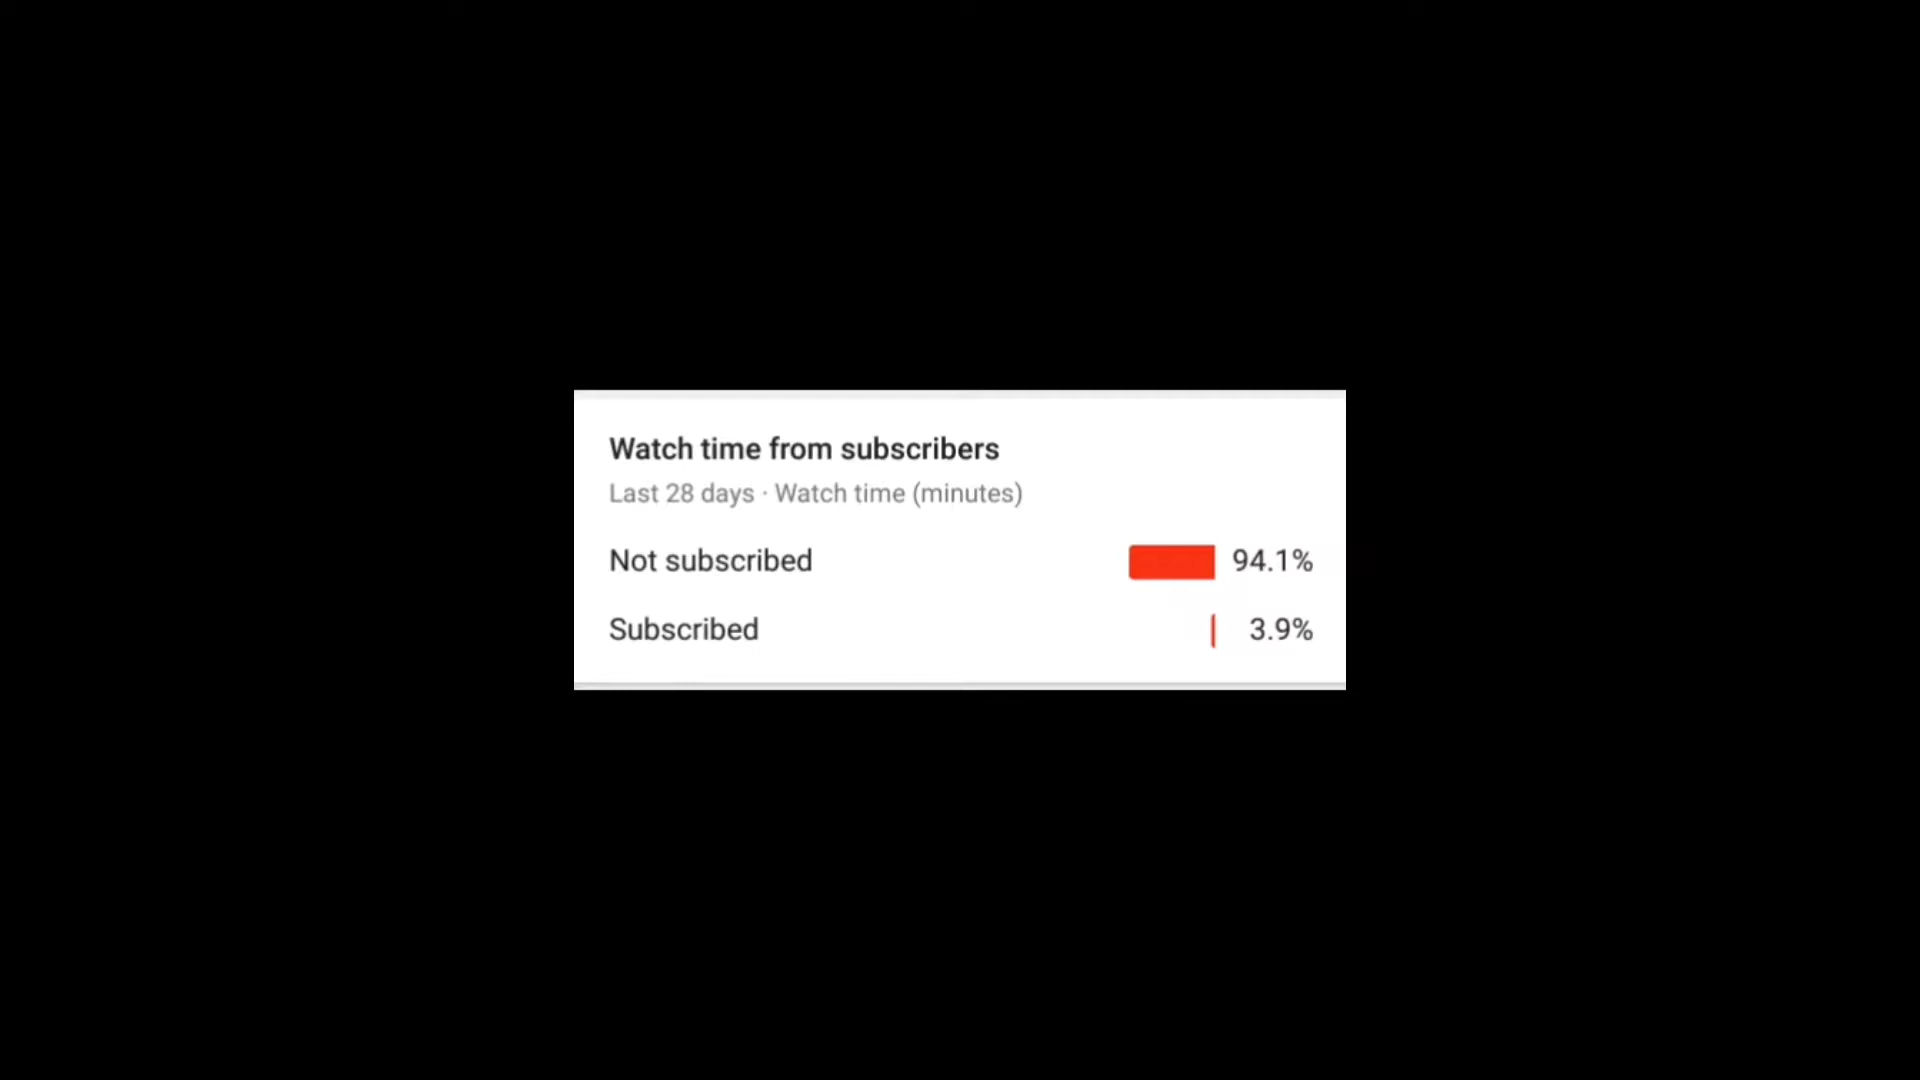 Watch time from subscribers
Last 28 days · Watch time (minutes)
Not subscribed 94.1%
Subscribed 3.9%